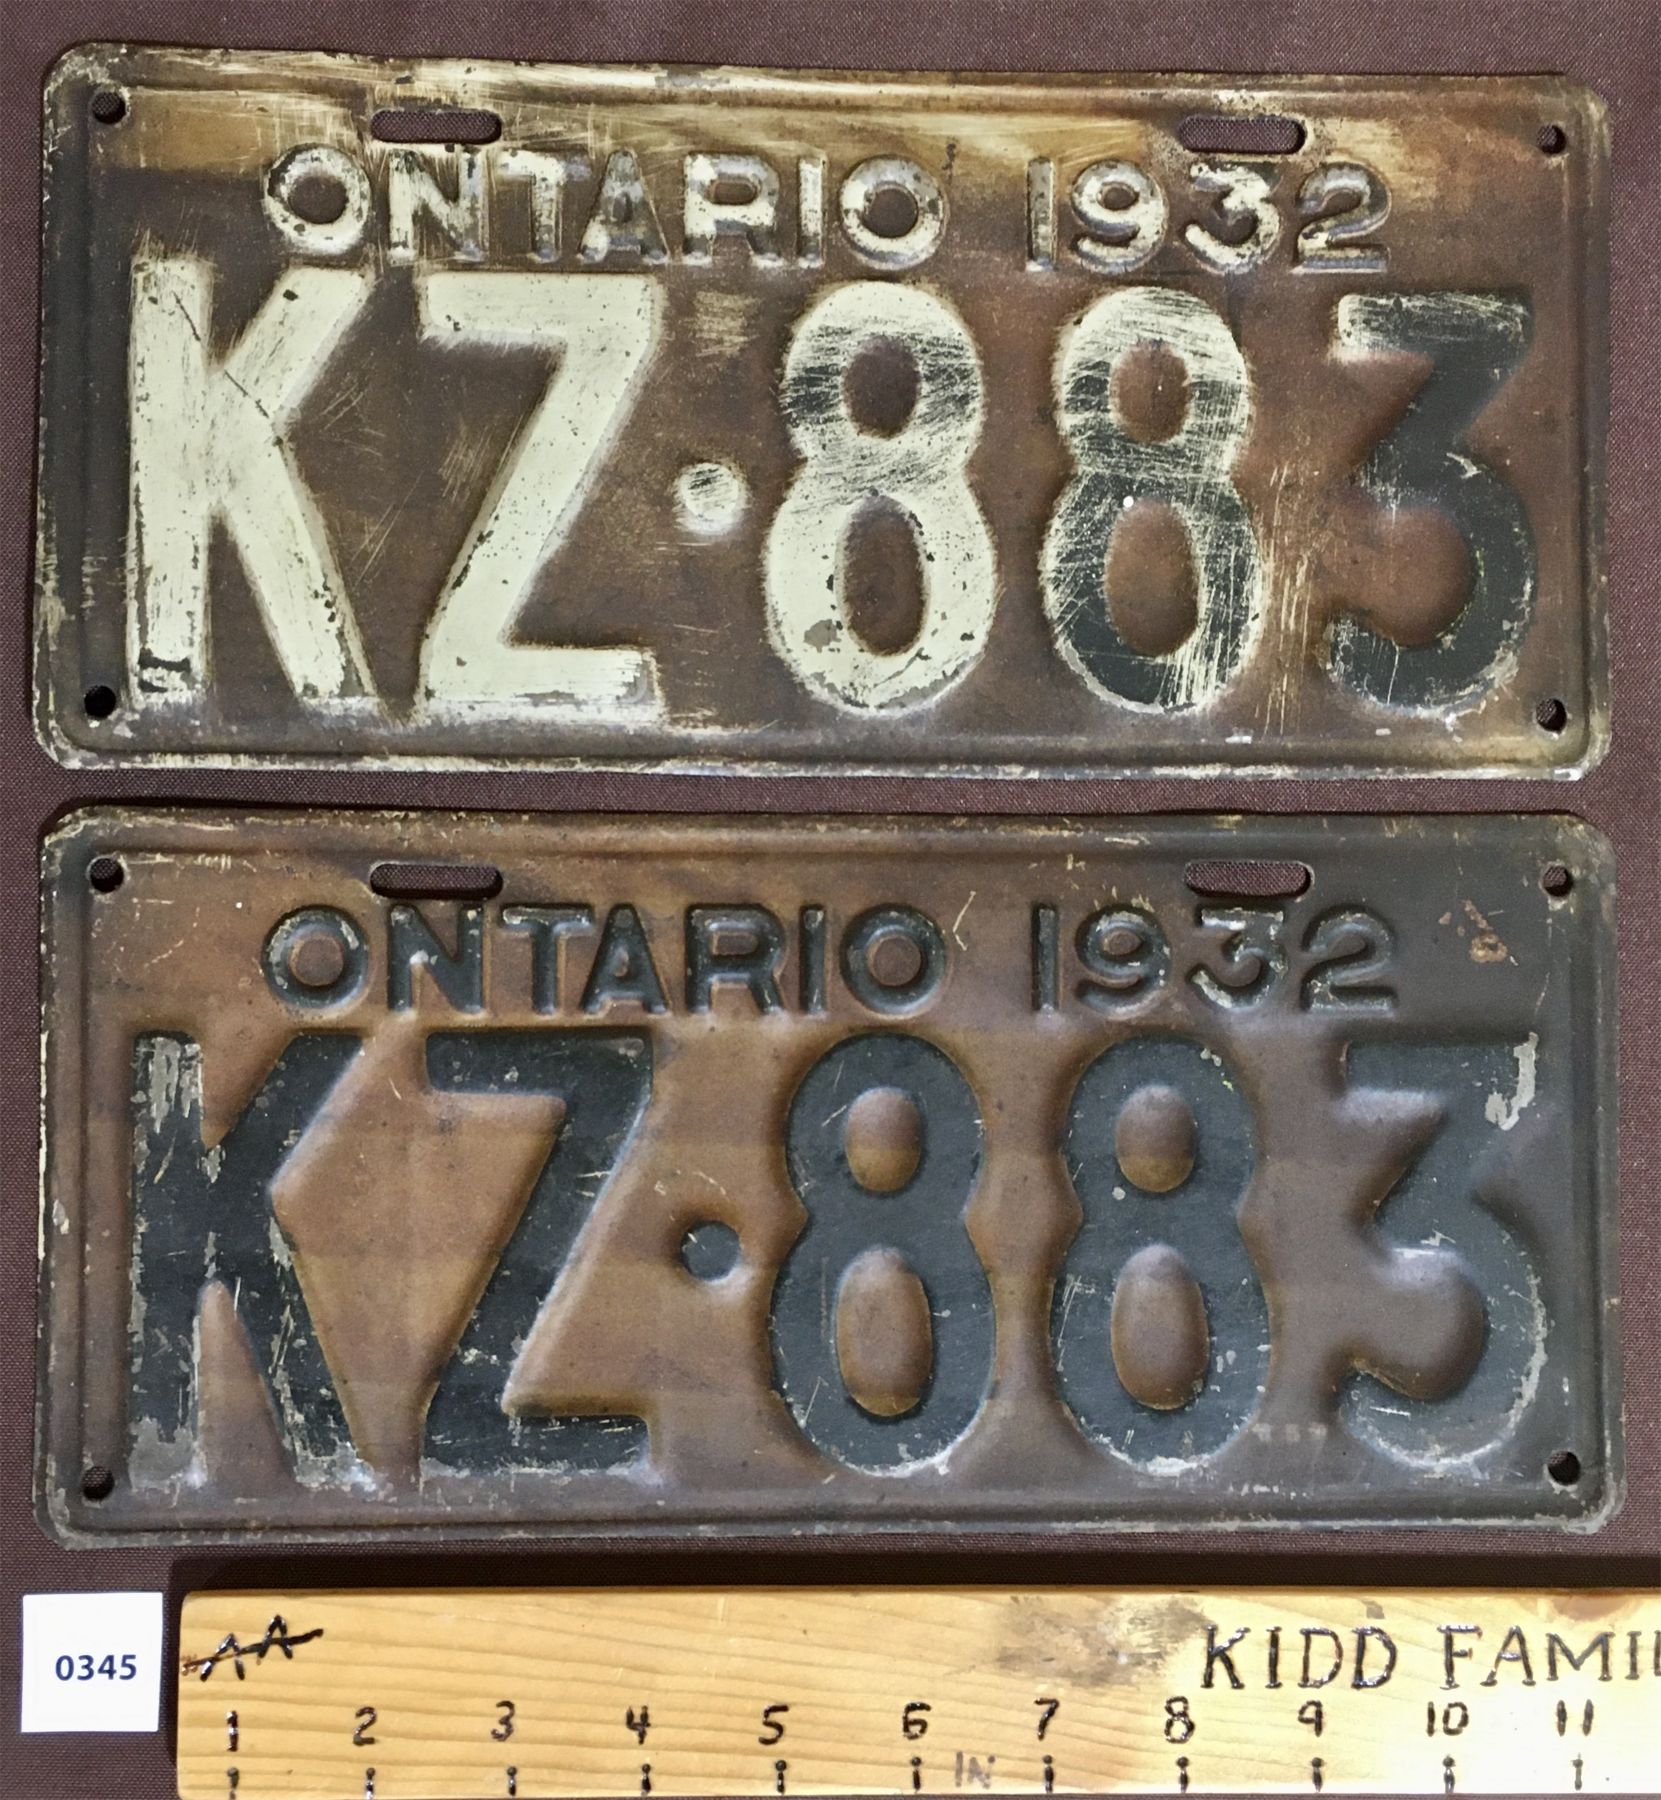 ONTARIO 1932
KZ·883
ONTARIO 1932
KZ·883
0345
AA
KIDD FAMI
1 2 3 4 5 6 7 8 9 10 11
IN